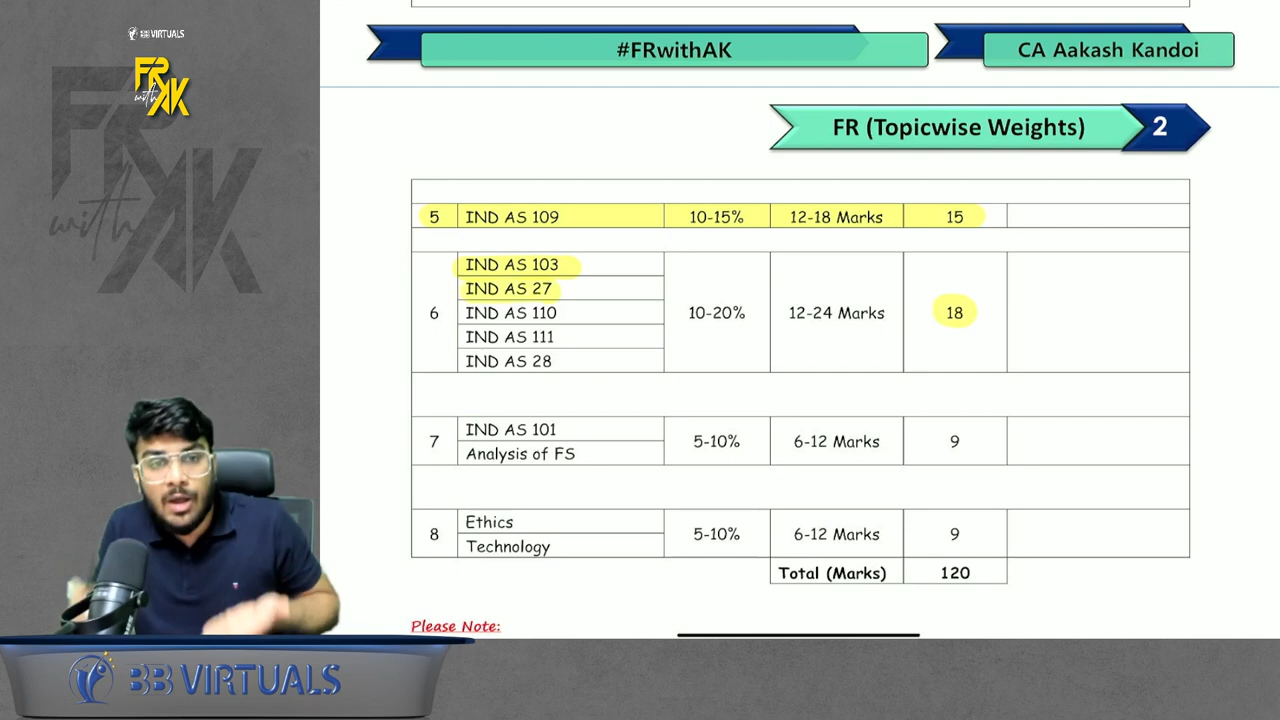 BB VIRTUALS
FR
with
AK
FR
with
AK
#FRwithAK
CA Aakash Kandoi
FR (Topicwise Weights)
2
5 IND AS 109 10-15% 12-18 Marks 15
IND AS 103
IND AS 27
6 IND AS 110 10-20% 12-24 Marks 18
IND AS 111
IND AS 28
IND AS 101
7 5-10% 6-12 Marks 9
Analysis of FS
Ethics
8 5-10% 6-12 Marks 9
Technology
Total (Marks) 120
Please Note:
BB VIRTUALS